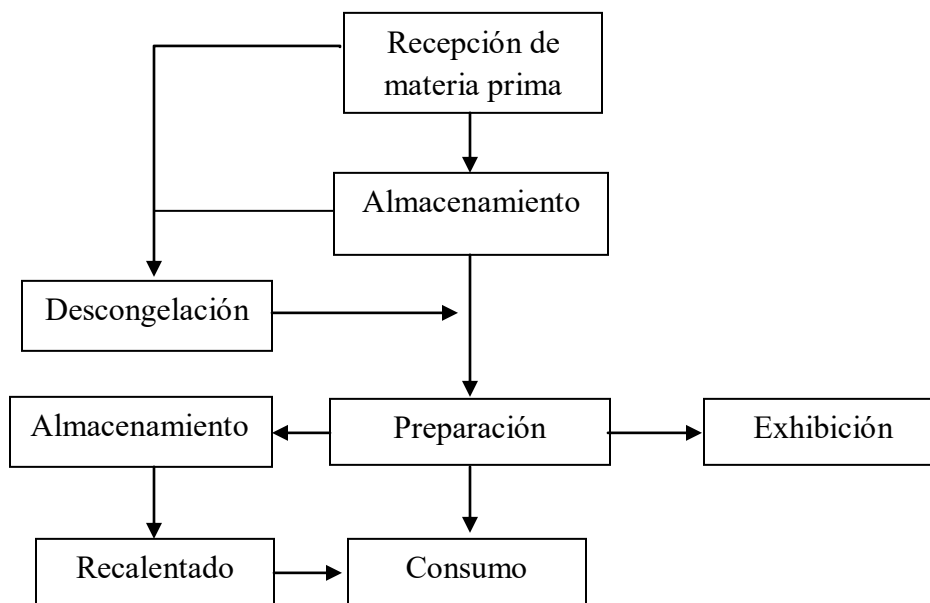 Recepción de
materia prima
Almacenamiento
Descongelación
Almacenamiento
Preparación
Exhibición
Recalentado
Consumo